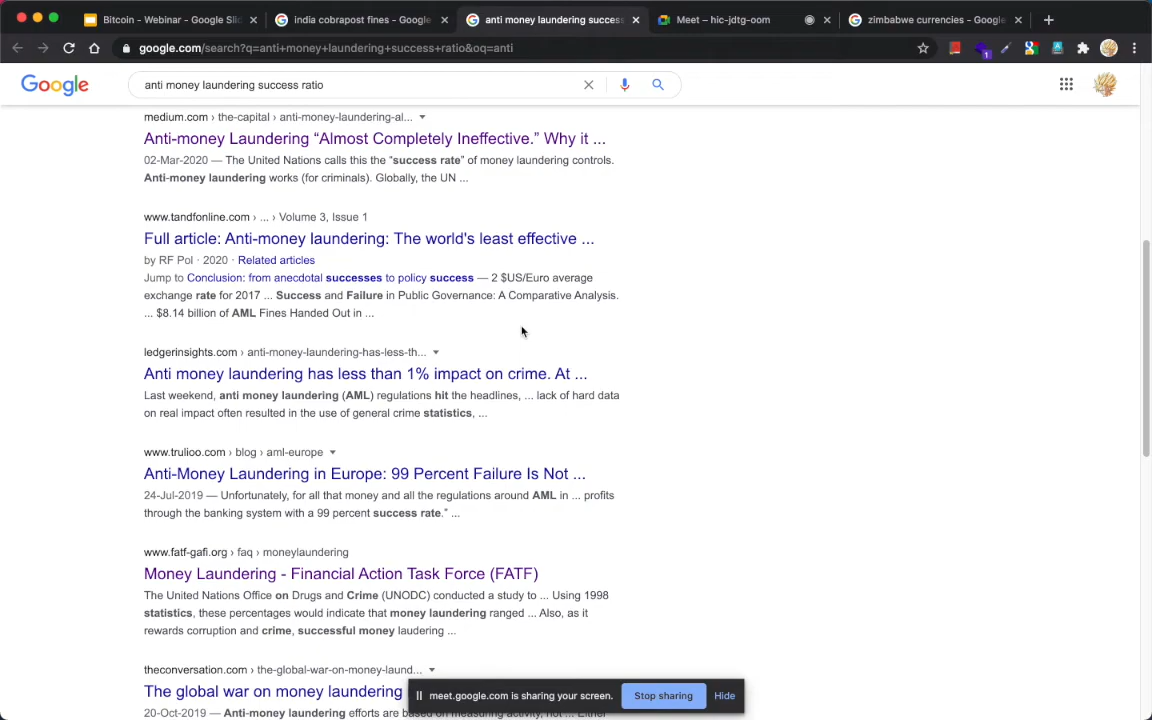 Bitcoin - Webinar - Google Slid
india cobrapost fines - Google
anti money laundering success
Meet – hic-jdtg-oom
zimbabwe currencies - Google
google.com/search?q=anti+money+laundering+success+ratio&oq=anti
1
Google
anti money laundering success ratio
medium.com › the-capital › anti-money-laundering-al...
Anti-money Laundering “Almost Completely Ineffective.” Why it ...
02-Mar-2020 — The United Nations calls this the “success rate” of money laundering controls.
Anti-money laundering works (for criminals). Globally, the UN ...
www.tandfonline.com › ... › Volume 3, Issue 1
Full article: Anti-money laundering: The world's least effective ...
by RF Pol · 2020 · Related articles
Jump to Conclusion: from anecdotal successes to policy success — 2 $US/Euro average
exchange rate for 2017 ... Success and Failure in Public Governance: A Comparative Analysis.
... $8.14 billion of AML Fines Handed Out in ...
ledgerinsights.com › anti-money-laundering-has-less-th...
Anti money laundering has less than 1% impact on crime. At ...
Last weekend, anti money laundering (AML) regulations hit the headlines, ... lack of hard data
on real impact often resulted in the use of general crime statistics, ...
www.trulioo.com › blog › aml-europe
Anti-Money Laundering in Europe: 99 Percent Failure Is Not ...
24-Jul-2019 — Unfortunately, for all that money and all the regulations around AML in ... profits
through the banking system with a 99 percent success rate.” ...
www.fatf-gafi.org › faq › moneylaundering
Money Laundering - Financial Action Task Force (FATF)
The United Nations Office on Drugs and Crime (UNODC) conducted a study to ... Using 1998
statistics, these percentages would indicate that money laundering ranged ... Also, as it
rewards corruption and crime, successful money laudering ...
theconversation.com › the-global-war-on-money-laund...
The global war on money laundering
20-Oct-2019 — Anti-money laundering efforts are based on measuring activity, not ... Either
meet.google.com is sharing your screen.
Stop sharing
Hide